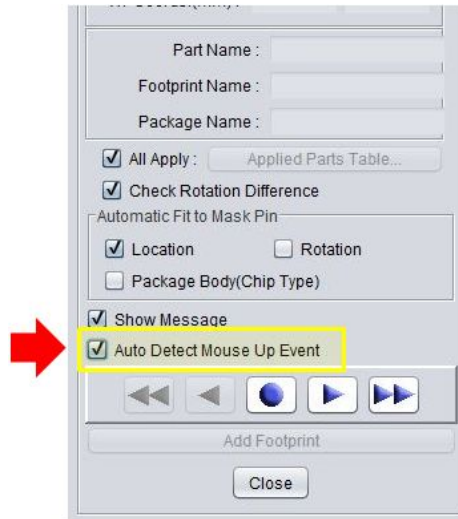 Part Name :
Footprint Name :
Package Name :
All Apply : Applied Parts Table...
Check Rotation Difference
Automatic Fit to Mask Pin
Location Rotation
Package Body(Chip Type)
Show Message
Auto Detect Mouse Up Event
Add Footprint
Close